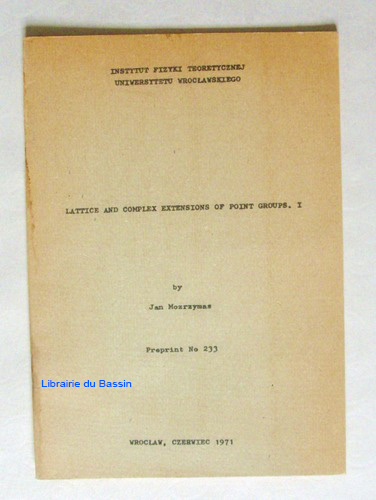 INSTYTUT FIZYKI TEORETYCZNEJ
UNIWERSYTETU WROCŁAWSKIEGO
LATTICE AND COMPLEX EXTENSIONS OF POINT GROUPS. I
by
Jan Mozrzymas
Preprint No 233
Librairie du Bassin
WROCŁAW, CZERWIEC 1971